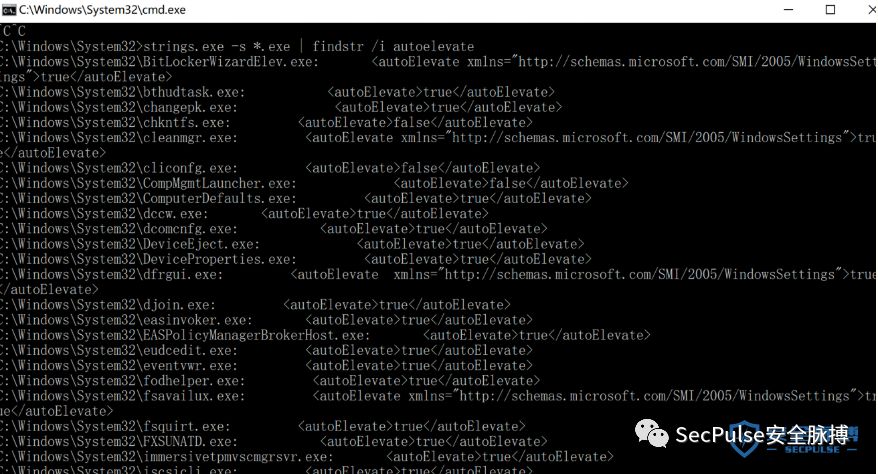 C:\Windows\System32\cmd.exe
^C^C
C:\Windows\System32>strings.exe -s *.exe | findstr /i autoelevate
C:\Windows\System32\BitLockerWizardElev.exe:       <autoElevate xmlns="http://schemas.microsoft.com/SMI/2005/WindowsSett
ings">true</autoElevate>
C:\Windows\System32\bthudtask.exe:           <autoElevate>true</autoElevate>
C:\Windows\System32\changepk.exe:            <autoElevate>true</autoElevate>
C:\Windows\System32\chkntfs.exe:         <autoElevate>false</autoElevate>
C:\Windows\System32\cleanmgr.exe:         <autoElevate xmlns="http://schemas.microsoft.com/SMI/2005/WindowsSettings">tru
e</autoElevate>
C:\Windows\System32\cliconfg.exe:         <autoElevate>false</autoElevate>
C:\Windows\System32\CompMgmtLauncher.exe:             <autoElevate>false</autoElevate>
C:\Windows\System32\ComputerDefaults.exe:         <autoElevate>true</autoElevate>
C:\Windows\System32\dccw.exe:       <autoElevate>true</autoElevate>
C:\Windows\System32\dcomcnfg.exe:           <autoElevate>true</autoElevate>
C:\Windows\System32\DeviceEject.exe:             <autoElevate>true</autoElevate>
C:\Windows\System32\DeviceProperties.exe:         <autoElevate>true</autoElevate>
C:\Windows\System32\dfrgui.exe:         <autoElevate  xmlns="http://schemas.microsoft.com/SMI/2005/WindowsSettings">true
</autoElevate>
C:\Windows\System32\djoin.exe:        <autoElevate>true</autoElevate>
C:\Windows\System32\easinvoker.exe:       <autoElevate>true</autoElevate>
C:\Windows\System32\EASPolicyManagerBrokerHost.exe:       <autoElevate>true</autoElevate>
C:\Windows\System32\eudcedit.exe:         <autoElevate>true</autoElevate>
C:\Windows\System32\eventvwr.exe:         <autoElevate>true</autoElevate>
C:\Windows\System32\fodhelper.exe:         <autoElevate>true</autoElevate>
C:\Windows\System32\fsavailux.exe:         <autoElevate xmlns="http://schemas.microsoft.com/SMI/2005/WindowsSettings">tr
ue</autoElevate>
C:\Windows\System32\fsquirt.exe:         <autoElevate>true</autoElevate>
C:\Windows\System32\FXSUNATD.exe:           <autoElevate>true</autoElevate>
C:\Windows\System32\immersivetpmvscmgrsvr.exe:       <autoElevate>true</autoElevate>
C:\Windows\System32\iscsicli.exe:         <autoElevate>true</autoElevate>
SecPulse安全脉搏
SECPULSE